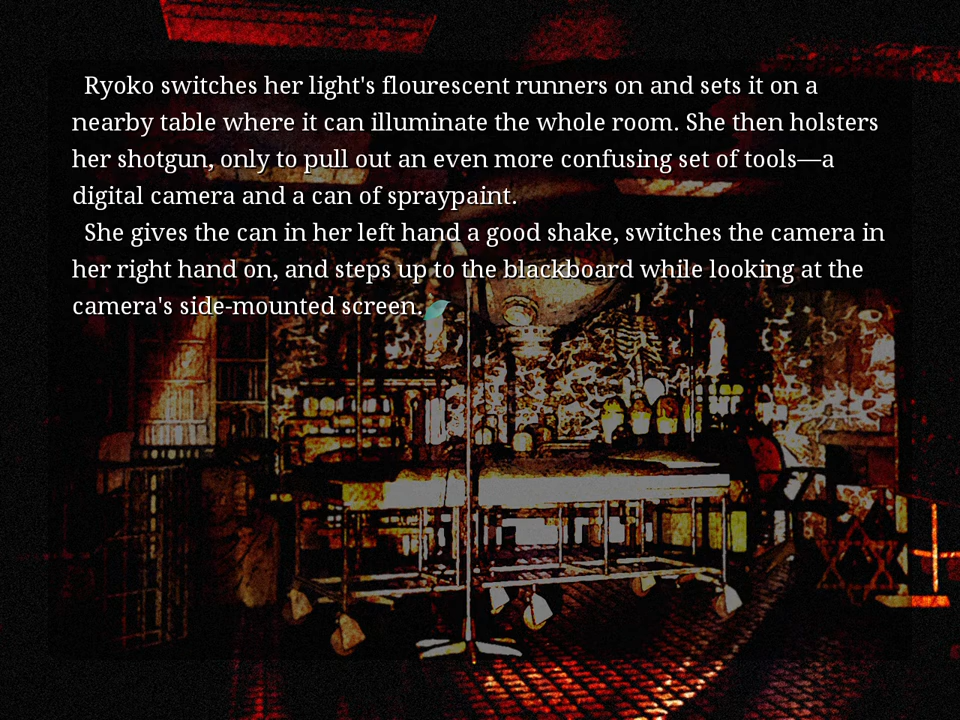 Ryoko switches her light's flourescent runners on and sets it on a
nearby table where it can illuminate the whole room. She then holsters
her shotgun, only to pull out an even more confusing set of tools—a
digital camera and a can of spraypaint.
She gives the can in her left hand a good shake, switches the camera in
her right hand on, and steps up to the blackboard while looking at the
camera's side-mounted screen.